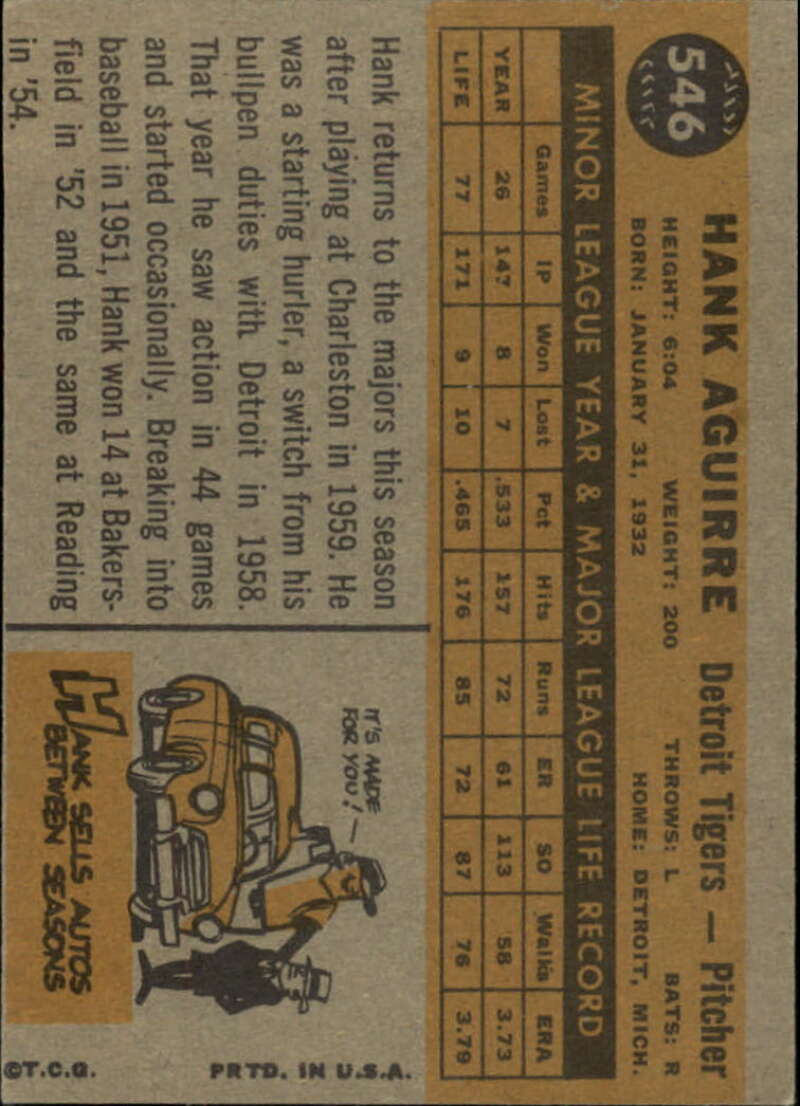 546
HANK AGUIRRE Detroit Tigers — Pitcher
HEIGHT: 6:04 WEIGHT: 200 THROWS: L BATS: R
BORN: JANUARY 31, 1932 HOME: DETROIT, MICH.
MINOR LEAGUE YEAR & MAJOR LEAGUE LIFE RECORD
Games IP Won Lost Pct Hits Runs ER SO Walks ERA
YEAR 26 147 8 7 .533 157 72 61 113 58 3.73
LIFE 77 171 9 10 .465 176 85 72 87 76 3.79
Hank returns to the majors this season
after playing at Charleston in 1959. He
was a starting hurler, a switch from his
bullpen duties with Detroit in 1958.
That year he saw action in 44 games
and started occasionally. Breaking into
baseball in 1951, Hank won 14 at Bakers-
field in '52 and the same at Reading
in '54.
IT'S MADE
FOR YOU!
HANK SELLS AUTOS
BETWEEN SEASONS
©T.C.G. PRTD. IN U.S.A.